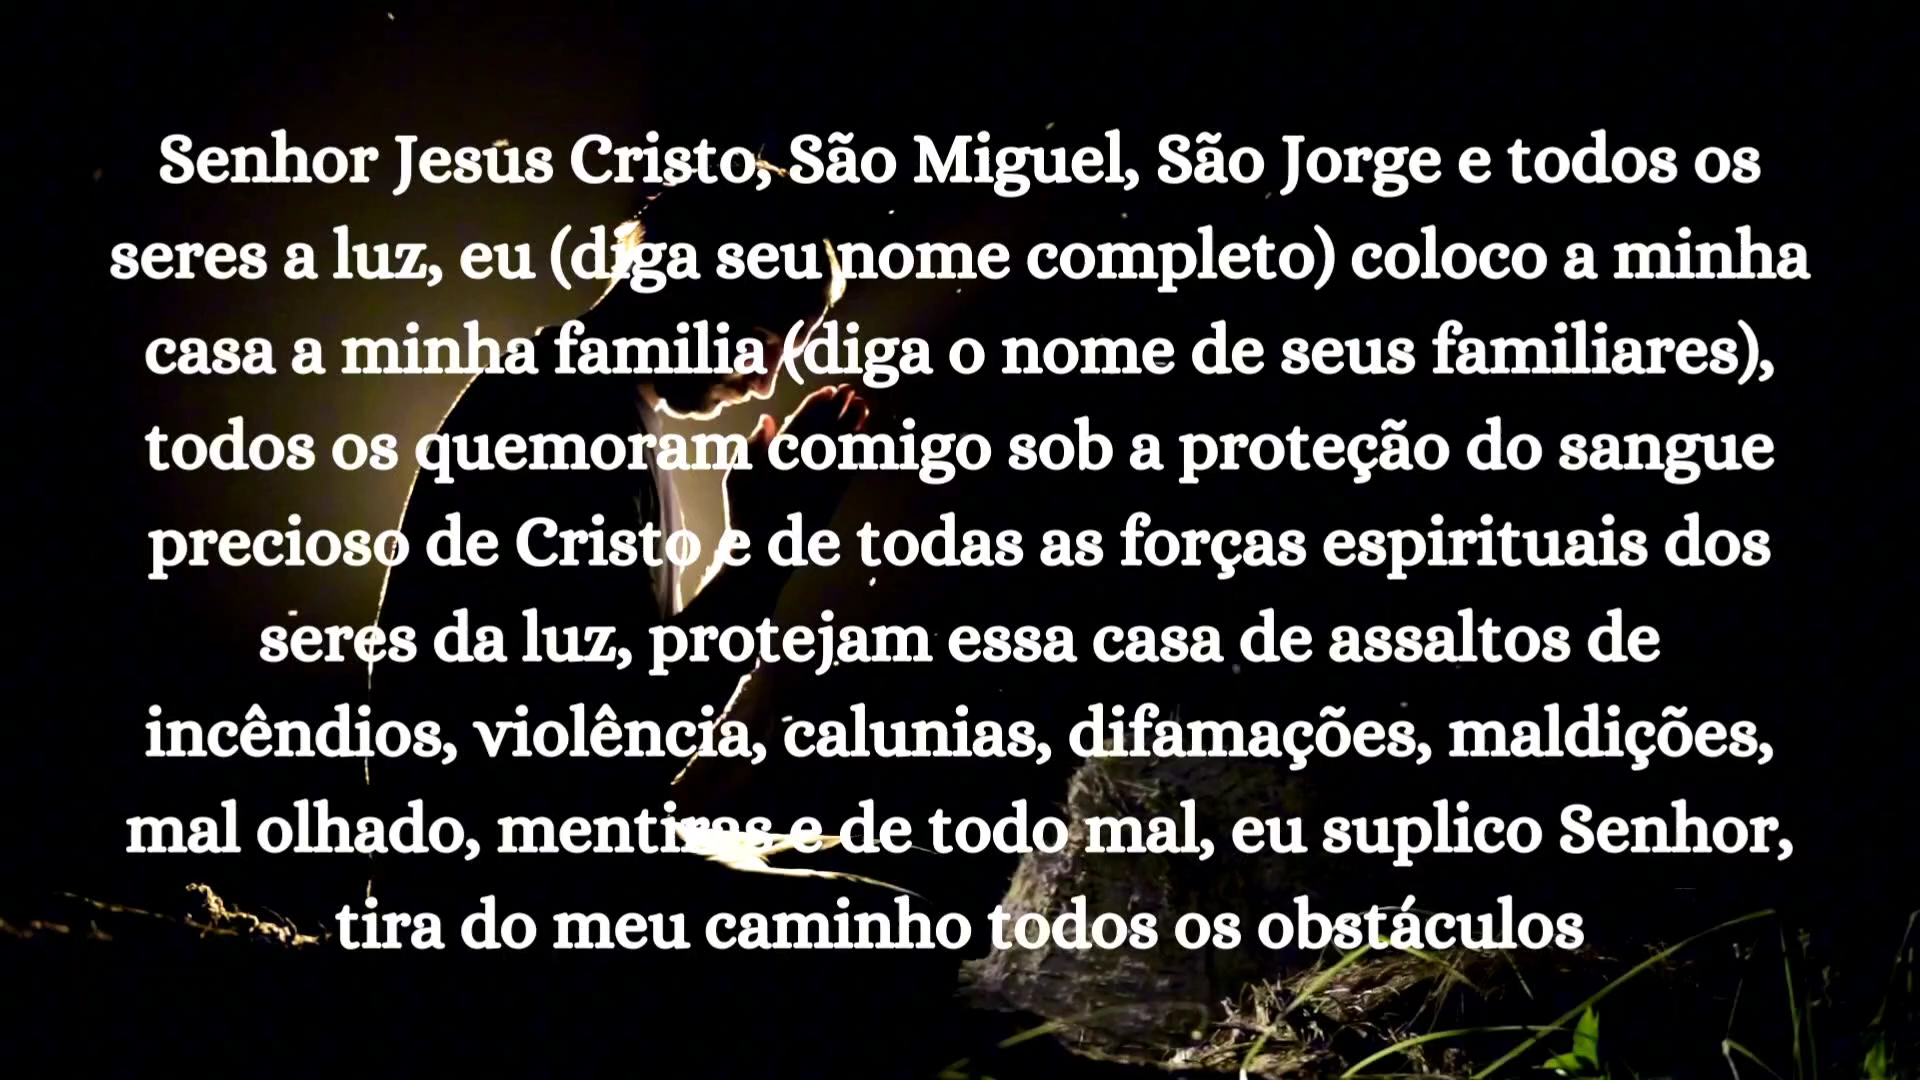 Senhor Jesus Cristo, São Miguel, São Jorge e todos os
seres a luz, eu (diga seu nome completo) coloco a minha
casa a minha familia (diga o nome de seus familiares),
todos os quemoram comigo sob a proteção do sangue
precioso de Cristo e de todas as forças espirituais dos
seres da luz, protejam essa casa de assaltos de
incêndios, violência, calunias, difamações, maldições,
mal olhado, mentiras e de todo mal, eu suplico Senhor,
tira do meu caminho todos os obstáculos